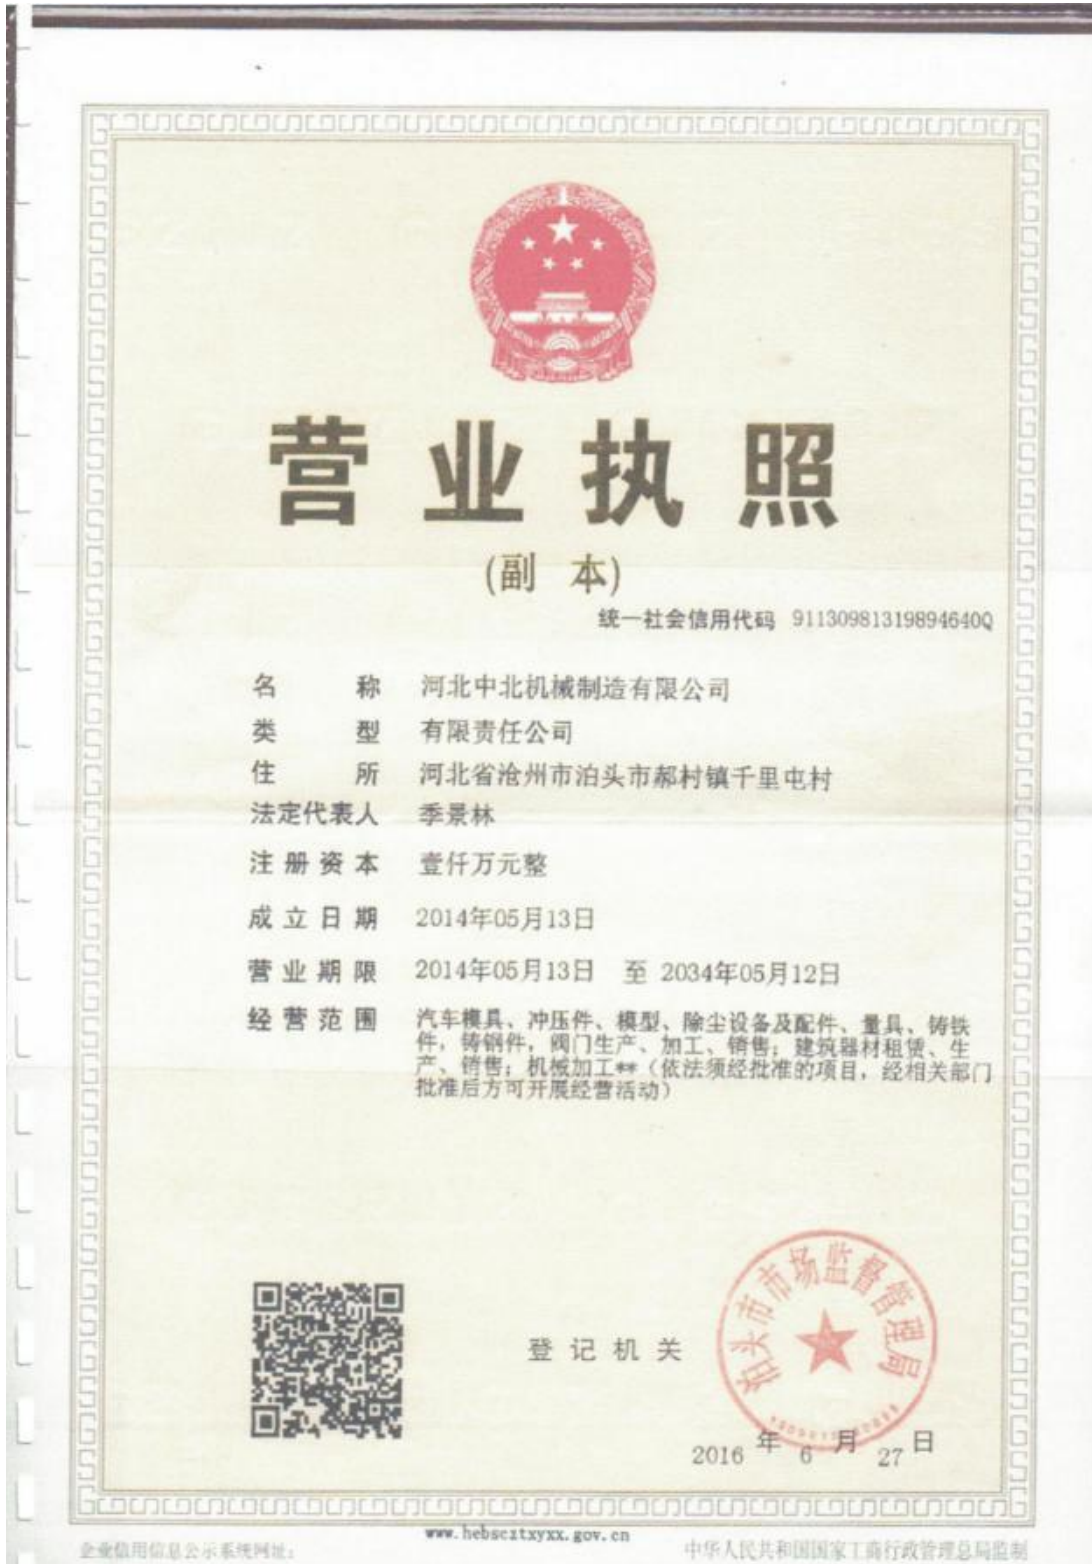 营业执照
(副 本)
统一社会信用代码 91130981319894640Q
名称 河北中北机械制造有限公司
类型 有限责任公司
住所 河北省沧州市泊头市郝村镇千里屯村
法定代表人 季景林
注册资本 壹仟万元整
成立日期 2014年05月13日
营业期限 2014年05月13日 至 2034年05月12日
经营范围 汽车模具、冲压件、模型、除尘设备及配件、量具、铸铁
件，铸钢件，阀门生产、加工、销售；建筑器材租赁、生
产、销售；机械加工**（依法须经批准的项目，经相关部门
批准后方可开展经营活动）
登记机关
泊头市市场监督管理局
2016 年 6 月 27 日
www.hebscztxyxx.gov.cn
企业信用信息公示系统网址：
中华人民共和国国家工商行政管理总局监制